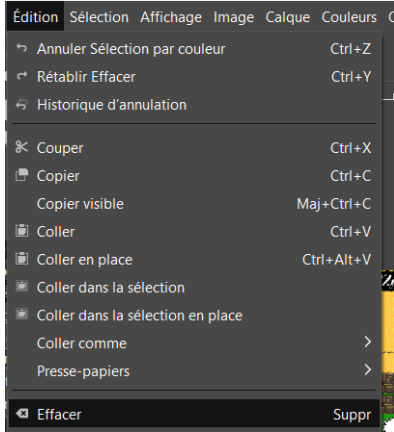 Édition Sélection Affichage Image Calque Couleurs
Annuler Sélection par couleur Ctrl+Z
Rétablir Effacer Ctrl+Y
Historique d'annulation
Couper Ctrl+X
Copier Ctrl+C
Copier visible Maj+Ctrl+C
Coller Ctrl+V
Coller en place Ctrl+Alt+V
Coller dans la sélection
Coller dans la sélection en place
Coller comme
Presse-papiers
Effacer Suppr